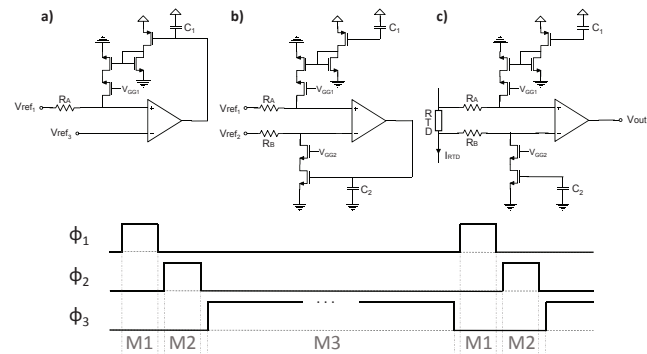 a)
C1
VGG1
Vref1
RA
Vref3
+
−
b)
C1
VGG1
Vref1
RA
Vref2
RB
+
−
VGG2
C2
c)
C1
VGG1
RTD
RA
RB
IRTD
+
−
Vout
VGG2
C2
ϕ1
ϕ2
ϕ3
...
M1 M2 M3 M1 M2